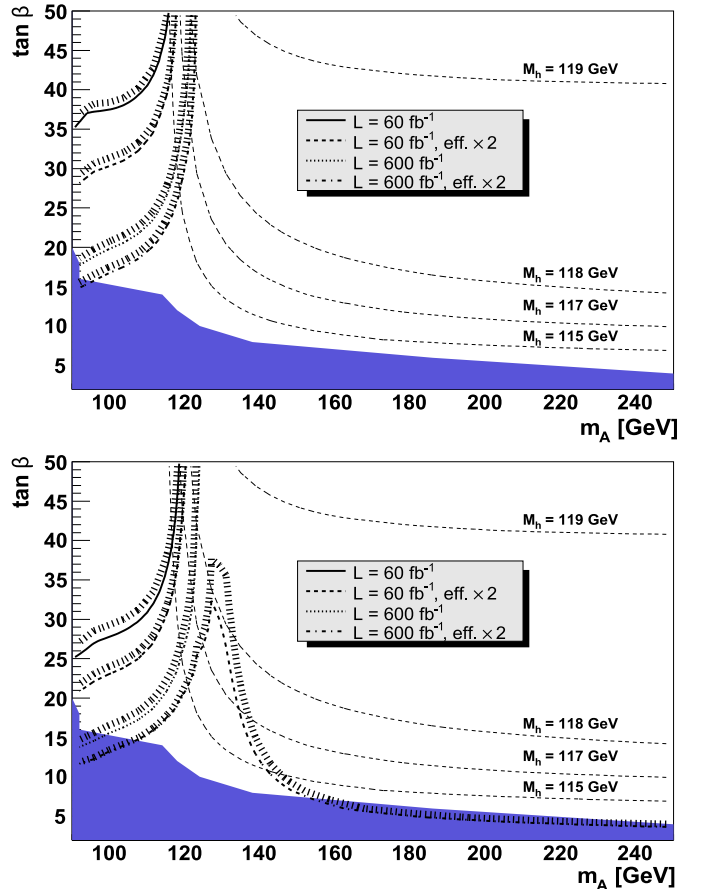 tan β
50
45
40
35
30
25
20
15
10
5
M_h = 119 GeV
L = 60 fb⁻¹
L = 60 fb⁻¹, eff. × 2
L = 600 fb⁻¹
L = 600 fb⁻¹, eff. × 2
M_h = 118 GeV
M_h = 117 GeV
M_h = 115 GeV
100 120 140 160 180 200 220 240
m_A [GeV]
tan β
50
45
40
35
30
25
20
15
10
5
M_h = 119 GeV
L = 60 fb⁻¹
L = 60 fb⁻¹, eff. × 2
L = 600 fb⁻¹
L = 600 fb⁻¹, eff. × 2
M_h = 118 GeV
M_h = 117 GeV
M_h = 115 GeV
100 120 140 160 180 200 220 240
m_A [GeV]